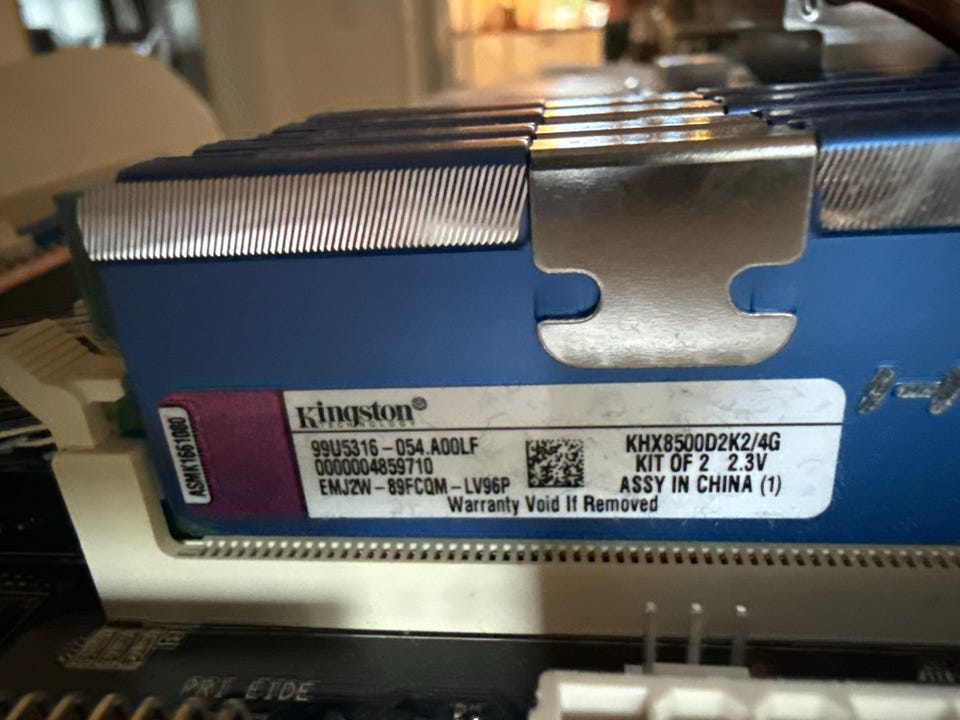 Kingston®
TECHNOLOGY
ASMK1661080
99U5316-054.A00LF
0000004859710
EMJ2W-89FCQM-LV96P
KHX8500D2K2/4G
KIT OF 2 2.3V
ASSY IN CHINA (1)
Warranty Void If Removed
PRI EIDE